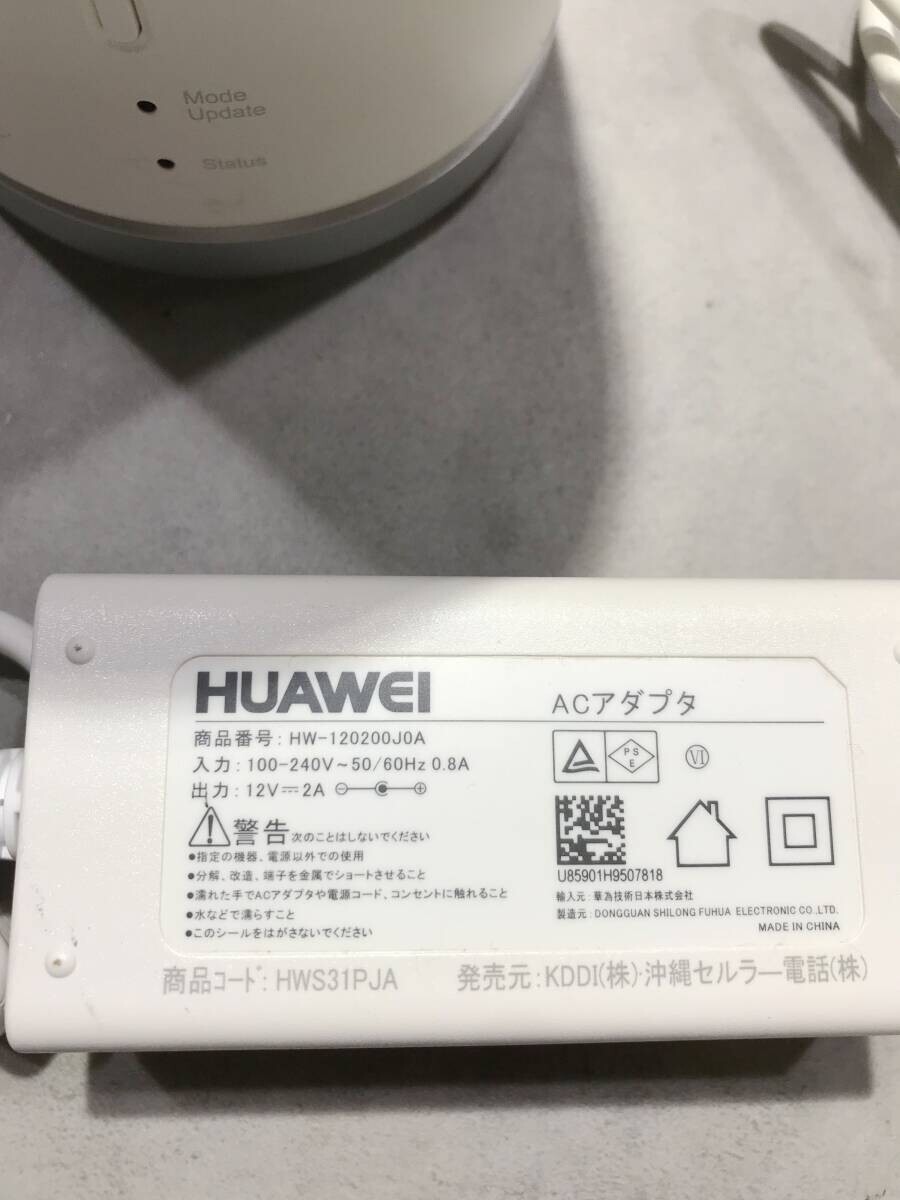 Mode
Update
Status
HUAWEI
ACアダプタ
商品番号: HW-120200J0A
入力: 100-240V~50/60Hz 0.8A
出力: 12V⎓2A
PS
E
VI
警告 次のことはしないでください
●指定の機器、電源以外での使用
●分解、改造、端子を金属でショートさせること
●濡れた手でACアダプタや電源コード、コンセントに触れること
●水などで濡らすこと
●このシールをはがさないでください
U85901H9507818
輸入元: 華為技術日本株式会社
製造元: DONGGUAN SHILONG FUHUA ELECTRONIC CO.,LTD.
MADE IN CHINA
商品コード: HWS31PJA
発売元: KDDI(株)・沖縄セルラー電話(株)